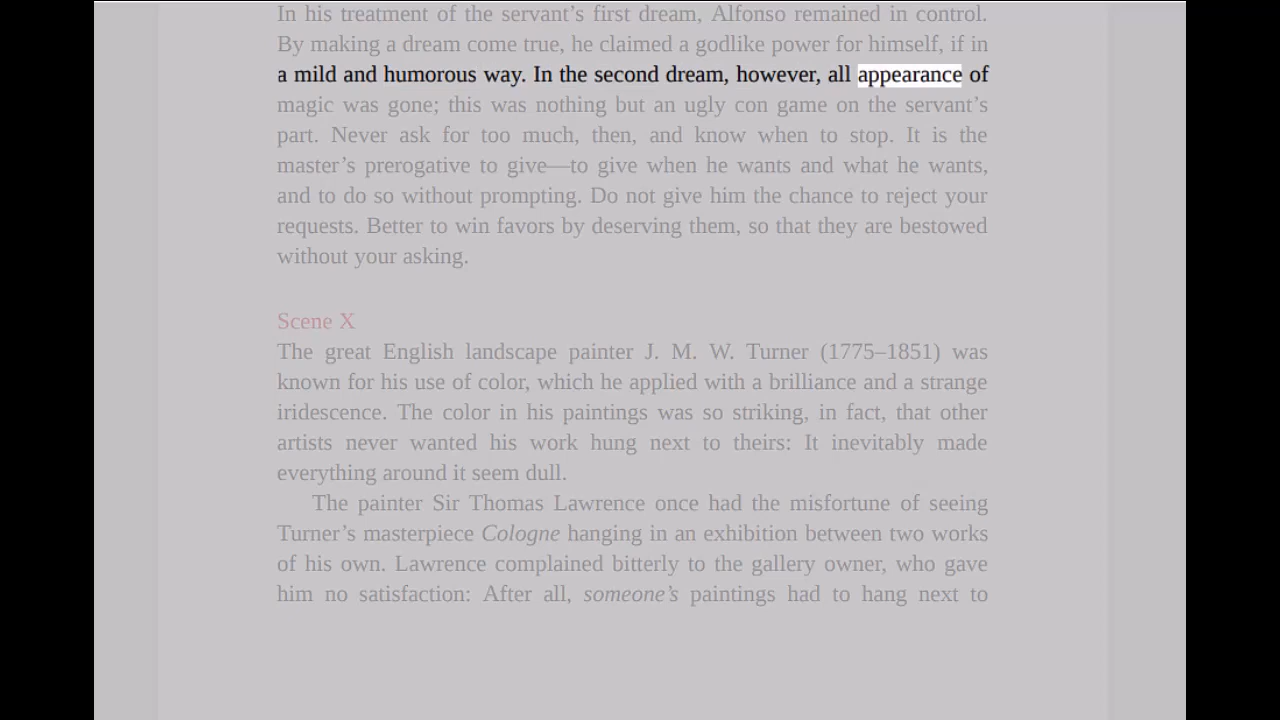 In his treatment of the servant’s first dream, Alfonso remained in control.
By making a dream come true, he claimed a godlike power for himself, if in
a mild and humorous way. In the second dream, however, all appearance of
magic was gone; this was nothing but an ugly con game on the servant’s
part. Never ask for too much, then, and know when to stop. It is the
master’s prerogative to give—to give when he wants and what he wants,
and to do so without prompting. Do not give him the chance to reject your
requests. Better to win favors by deserving them, so that they are bestowed
without your asking.
Scene X
The great English landscape painter J. M. W. Turner (1775–1851) was
known for his use of color, which he applied with a brilliance and a strange
iridescence. The color in his paintings was so striking, in fact, that other
artists never wanted his work hung next to theirs: It inevitably made
everything around it seem dull.
The painter Sir Thomas Lawrence once had the misfortune of seeing
Turner’s masterpiece Cologne hanging in an exhibition between two works
of his own. Lawrence complained bitterly to the gallery owner, who gave
him no satisfaction: After all, someone’s paintings had to hang next to